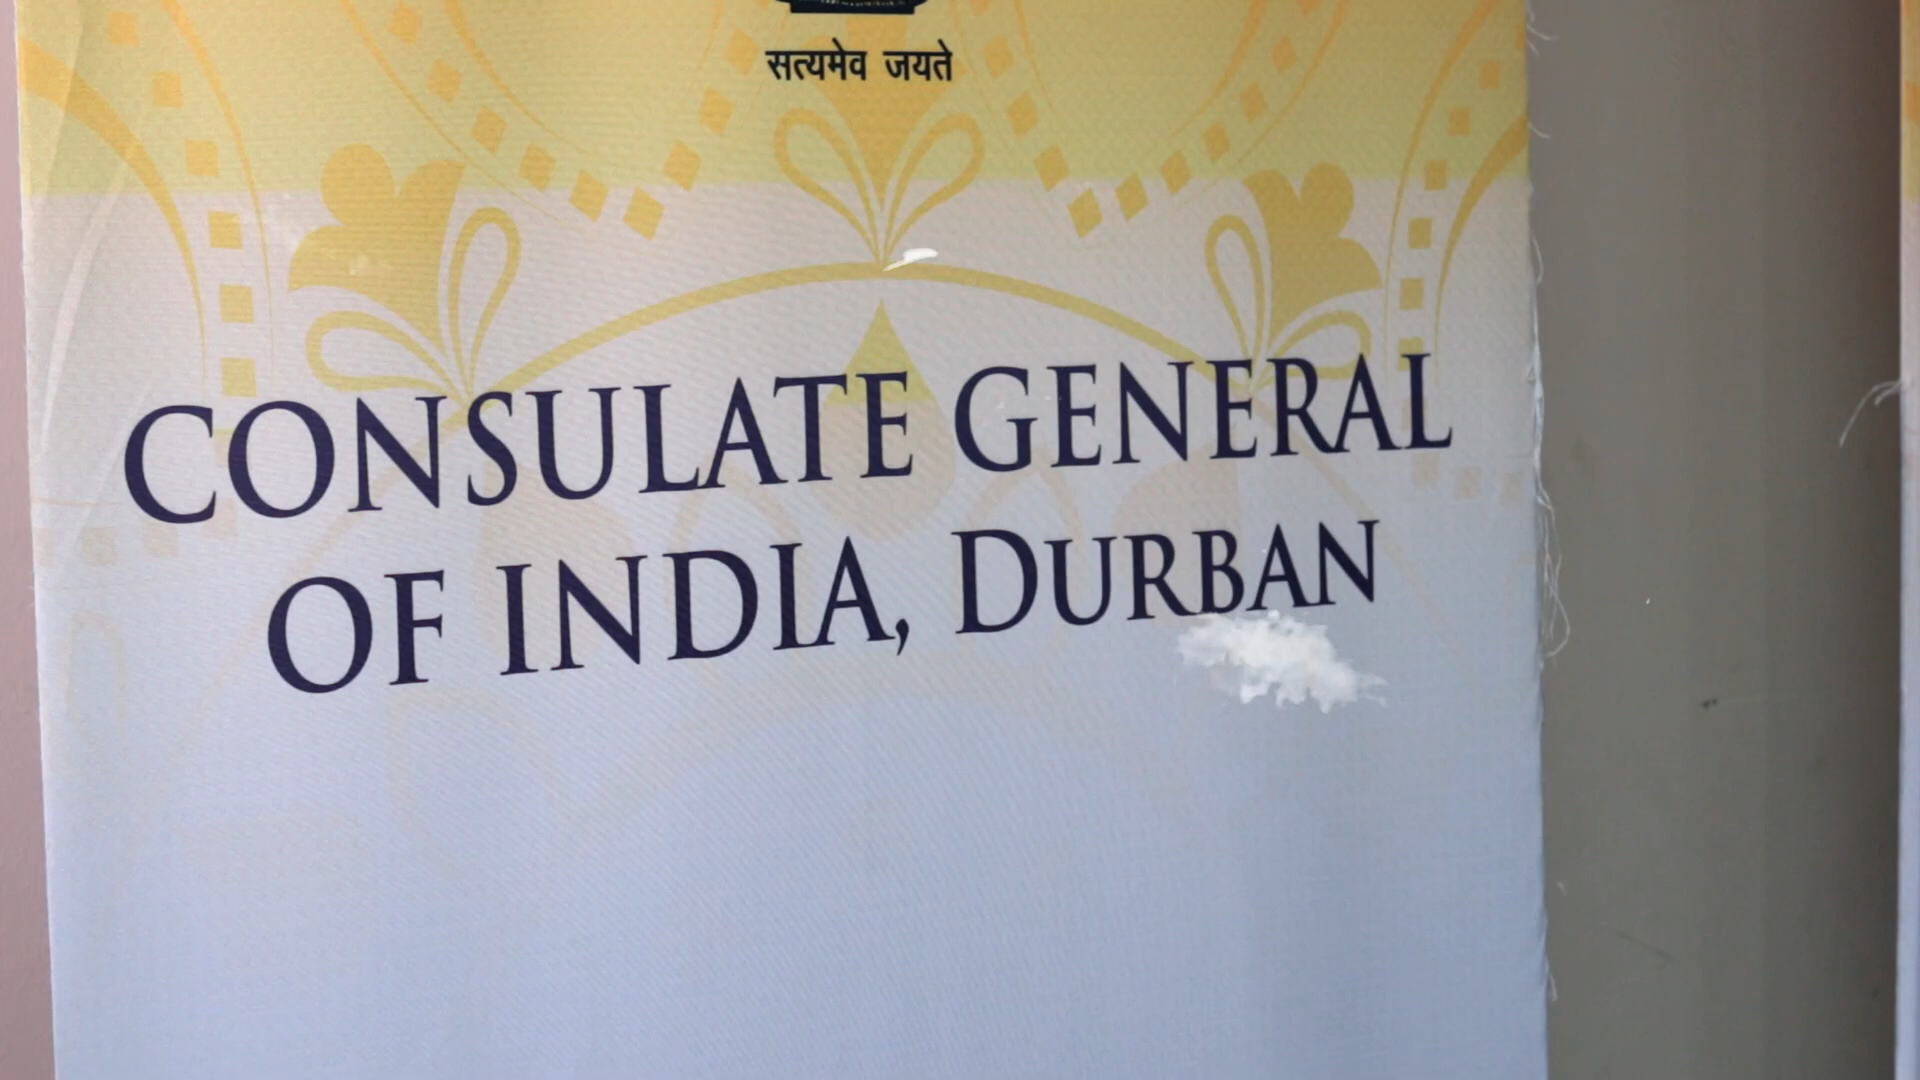 सत्यमेव जयते
CONSULATE GENERAL
OF INDIA, DURBAN